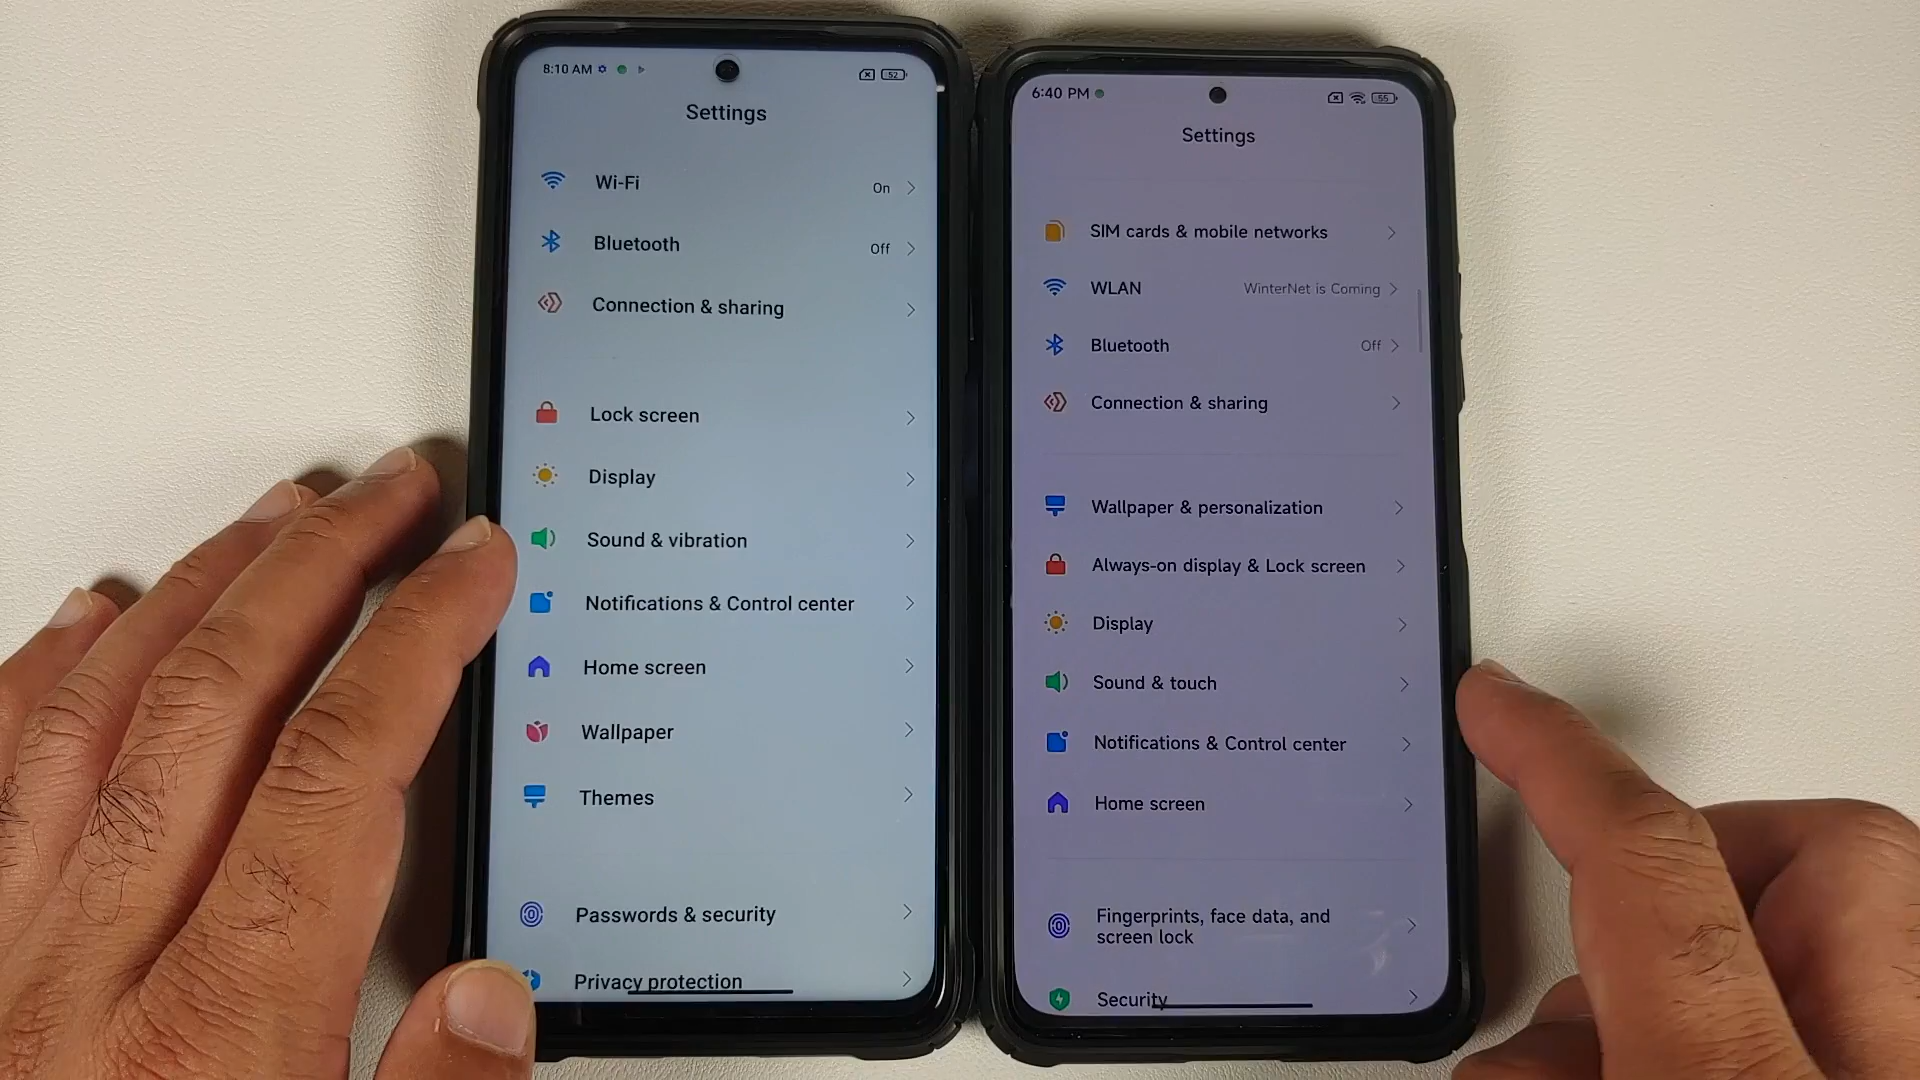 8:10 AM
52
Settings
Wi-Fi On
Bluetooth Off
Connection & sharing
Lock screen
Display
Sound & vibration
Notifications & Control center
Home screen
Wallpaper
Themes
Passwords & security
Privacy protection
6:40 PM
55
Settings
SIM cards & mobile networks
WLAN WinterNet is Coming
Bluetooth Off
Connection & sharing
Wallpaper & personalization
Always-on display & Lock screen
Display
Sound & touch
Notifications & Control center
Home screen
Fingerprints, face data, and
screen lock
Security